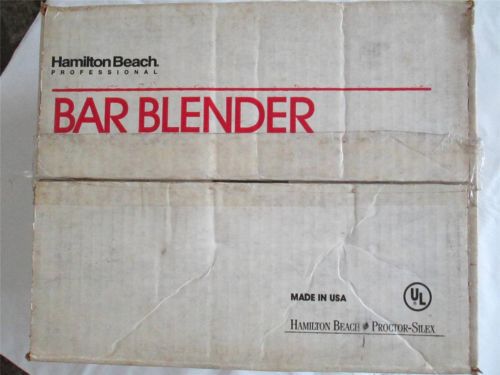 Hamilton Beach.
PROFESSIONAL
BAR BLENDER
MADE IN USA
UL
HAMILTON BEACH PROCTOR-SILEX